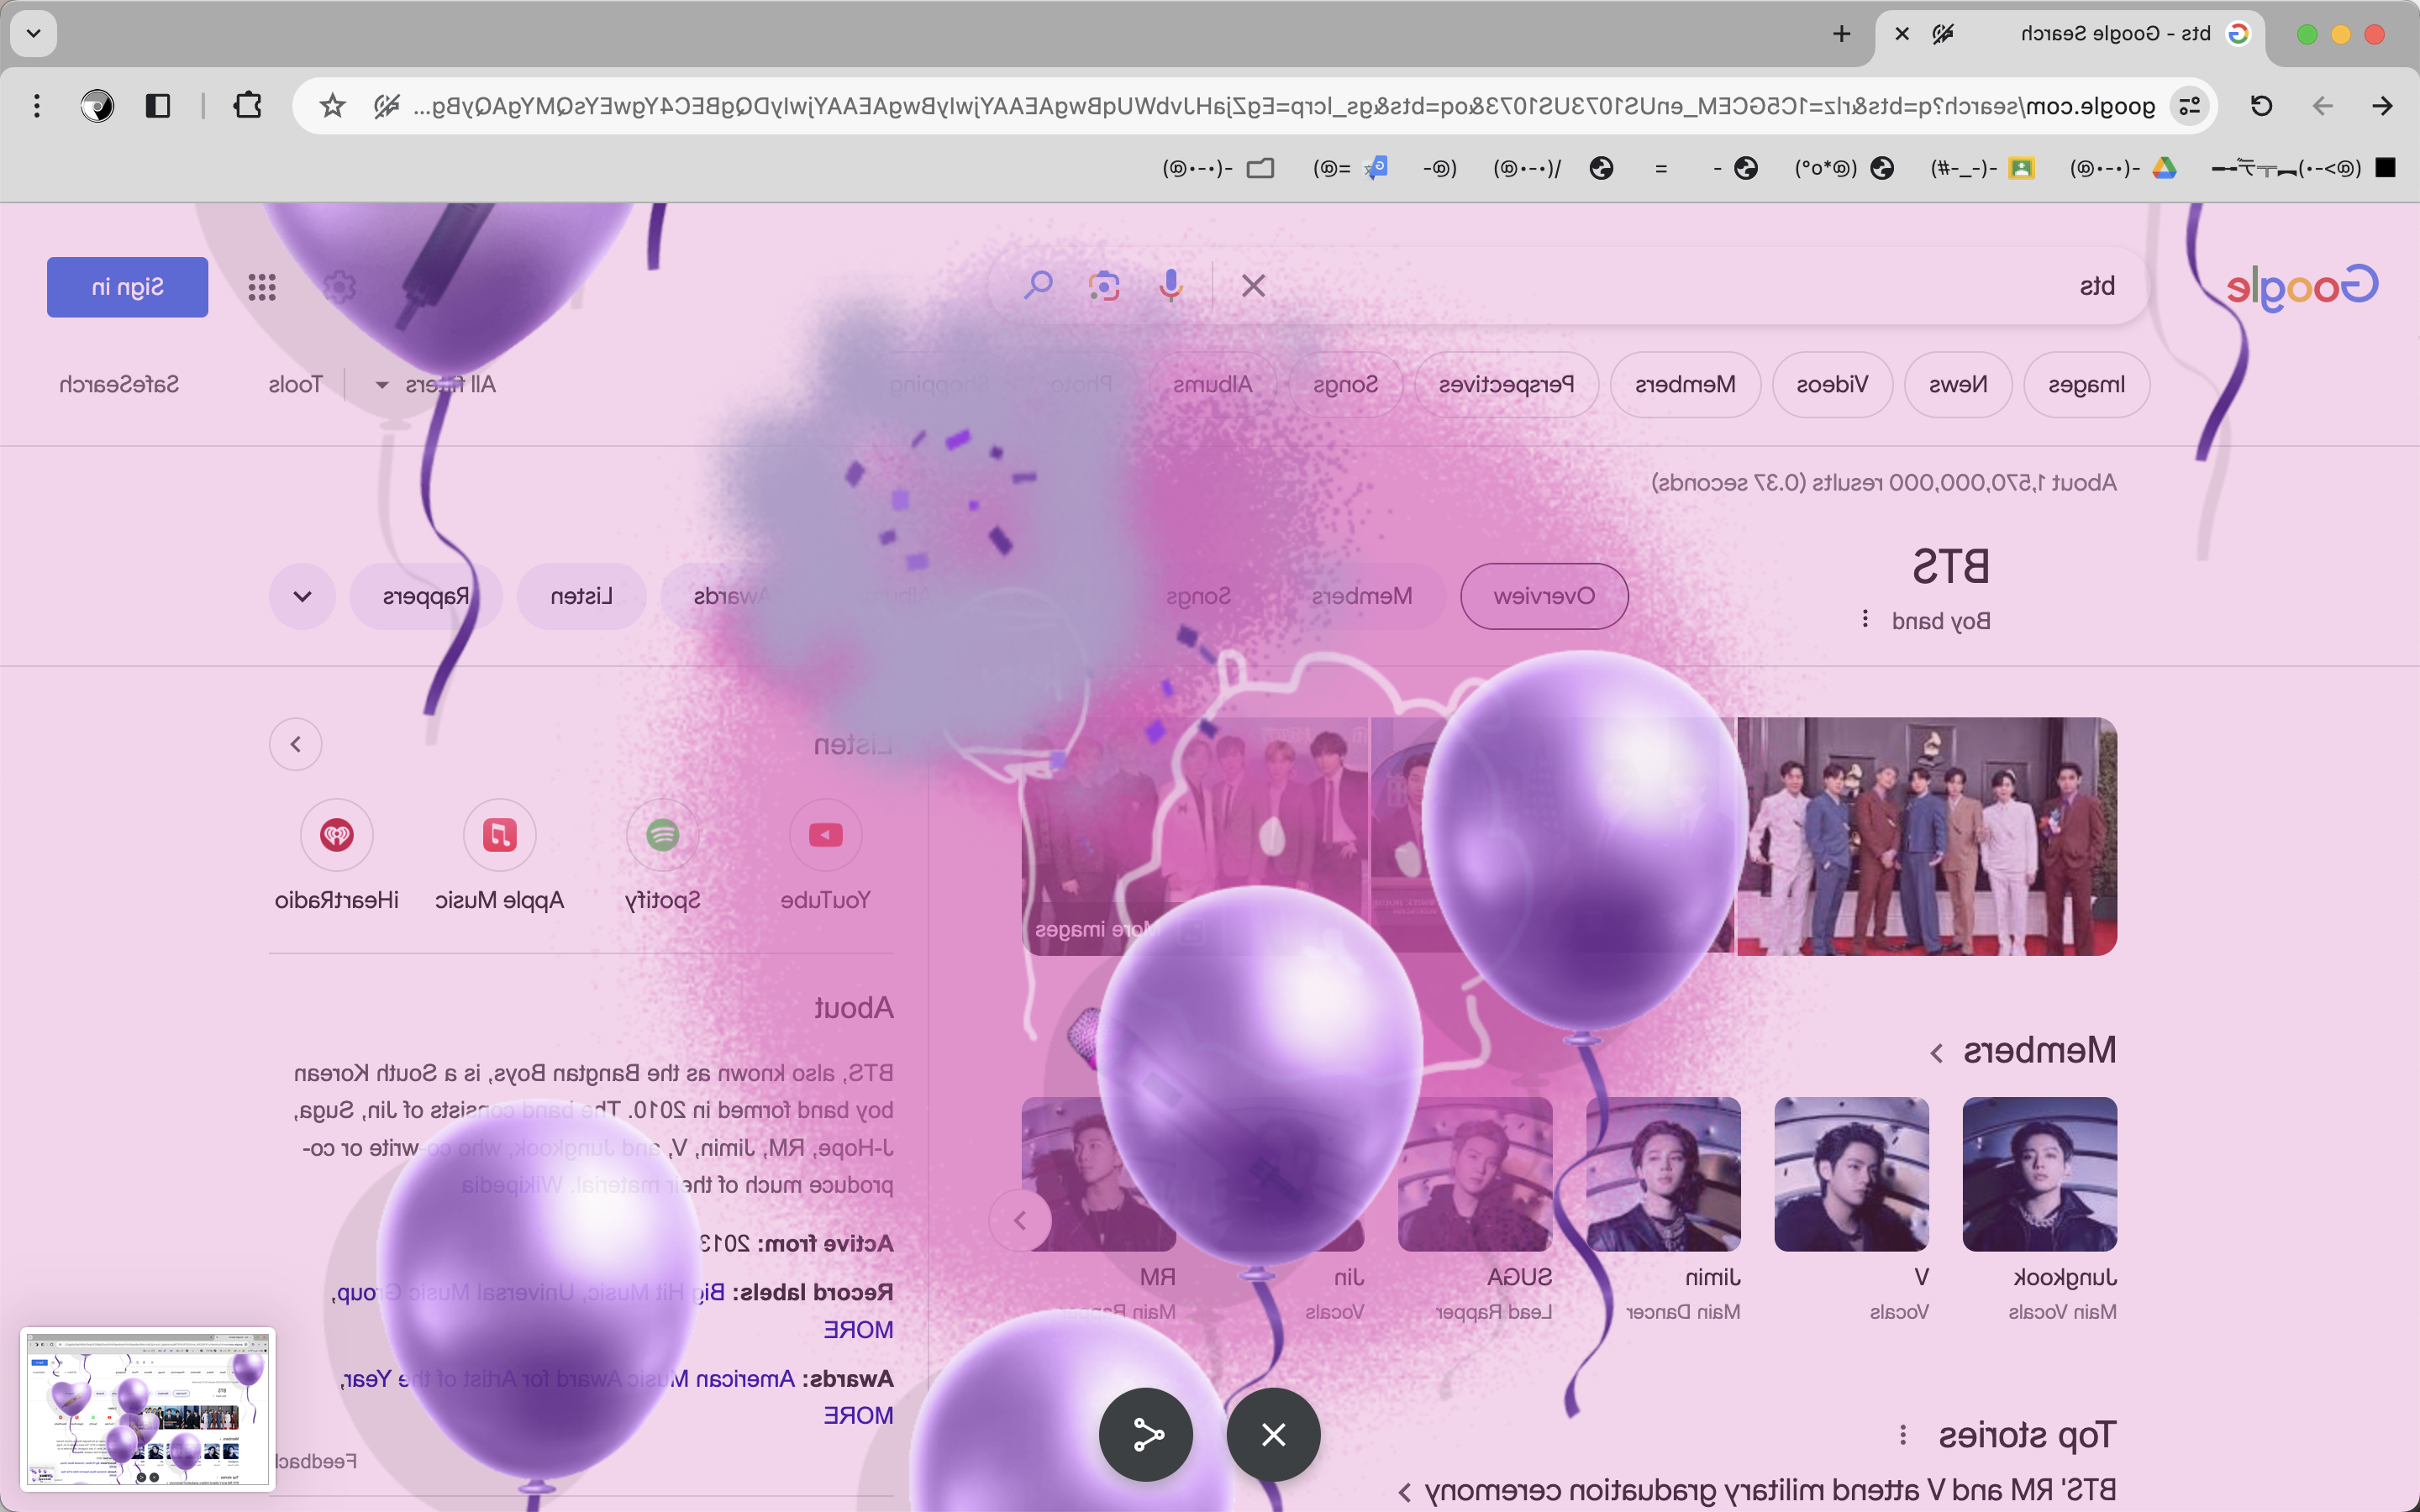 bts - Google Search
google.com/search?q=bts&rlz=1C5GCEM_enUS1073US1073&oq=bts&gs_lcrp=EgZjaHJvbWUqBwgAEAAYjwIyBwgAEAAYjwIyDQgBEC4YgwEYsQMYgAQyBg...
Google
bts
Sign in
Images News Videos Members Perspectives Songs Albums Photo Shopping
All filters Tools SafeSearch
About 1,570,000,000 results (0.37 seconds)
BTS
Boy band
Overview Members Songs Albums Awards Listen Rappers
More images
Members
Jungkook
Main Vocals
V
Vocals
Jimin
Main Dancer
SUGA
Lead Rapper
Jin
Vocals
RM
Main Rapper
Top stories
BTS' RM and V attend military graduation ceremony
Listen
YouTube Spotify Apple Music iHeartRadio
About
BTS, also known as the Bangtan Boys, is a South Korean
boy band formed in 2010. The band consists of Jin, Suga,
J-Hope, RM, Jimin, V, and Jungkook, who co-write or co-
produce much of their material. Wikipedia
Active from: 2013
Record labels: Big Hit Music, Universal Music Group,
MORE
Awards: American Music Award for Artist of the Year,
MORE
Feedback